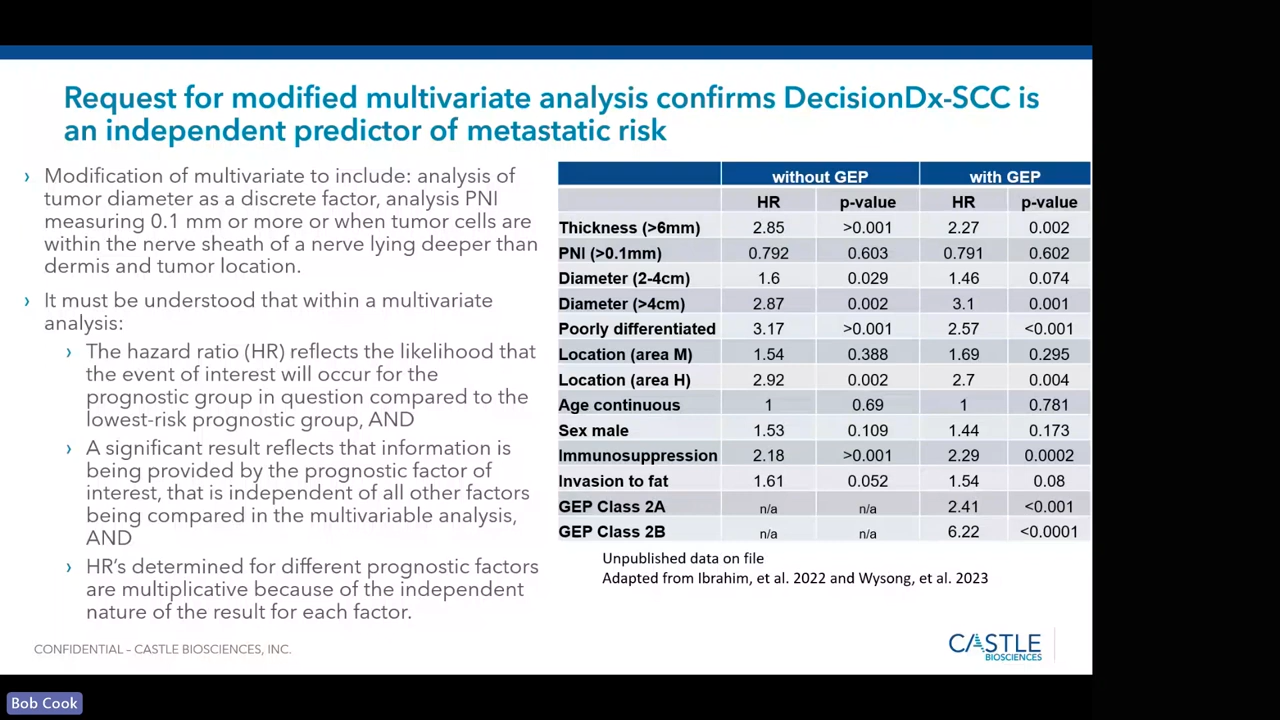 Request for modified multivariate analysis confirms DecisionDx-SCC is
an independent predictor of metastatic risk
› Modification of multivariate to include: analysis of
tumor diameter as a discrete factor, analysis PNI
measuring 0.1 mm or more or when tumor cells are
within the nerve sheath of a nerve lying deeper than
dermis and tumor location.
› It must be understood that within a multivariate
analysis:
› The hazard ratio (HR) reflects the likelihood that
the event of interest will occur for the
prognostic group in question compared to the
lowest-risk prognostic group, AND
› A significant result reflects that information is
being provided by the prognostic factor of
interest, that is independent of all other factors
being compared in the multivariable analysis,
AND
› HR’s determined for different prognostic factors
are multiplicative because of the independent
nature of the result for each factor.
without GEP with GEP
HR p-value HR p-value
Thickness (>6mm) 2.85 >0.001 2.27 0.002
PNI (>0.1mm) 0.792 0.603 0.791 0.602
Diameter (2-4cm) 1.6 0.029 1.46 0.074
Diameter (>4cm) 2.87 0.002 3.1 0.001
Poorly differentiated 3.17 >0.001 2.57 <0.001
Location (area M) 1.54 0.388 1.69 0.295
Location (area H) 2.92 0.002 2.7 0.004
Age continuous 1 0.69 1 0.781
Sex male 1.53 0.109 1.44 0.173
Immunosuppression 2.18 >0.001 2.29 0.0002
Invasion to fat 1.61 0.052 1.54 0.08
GEP Class 2A n/a n/a 2.41 <0.001
GEP Class 2B n/a n/a 6.22 <0.0001
Unpublished data on file
Adapted from Ibrahim, et al. 2022 and Wysong, et al. 2023
CONFIDENTIAL – CASTLE BIOSCIENCES, INC.
CASTLE
BIOSCIENCES
Bob Cook